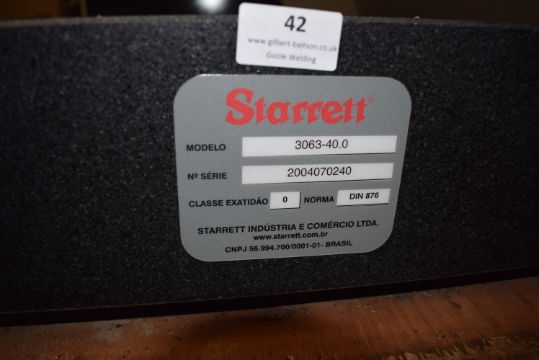 42
www.gilbert-baitson.co.uk
Goole Welding
Starrett
MODELO 3063-40.0
Nº SÉRIE 2004070240
CLASSE EXATIDÃO 0 NORMA DIN 876
STARRETT INDÚSTRIA E COMÉRCIO LTDA.
www.starrett.com.br
CNPJ 56.994.700/0001-01- BRASIL